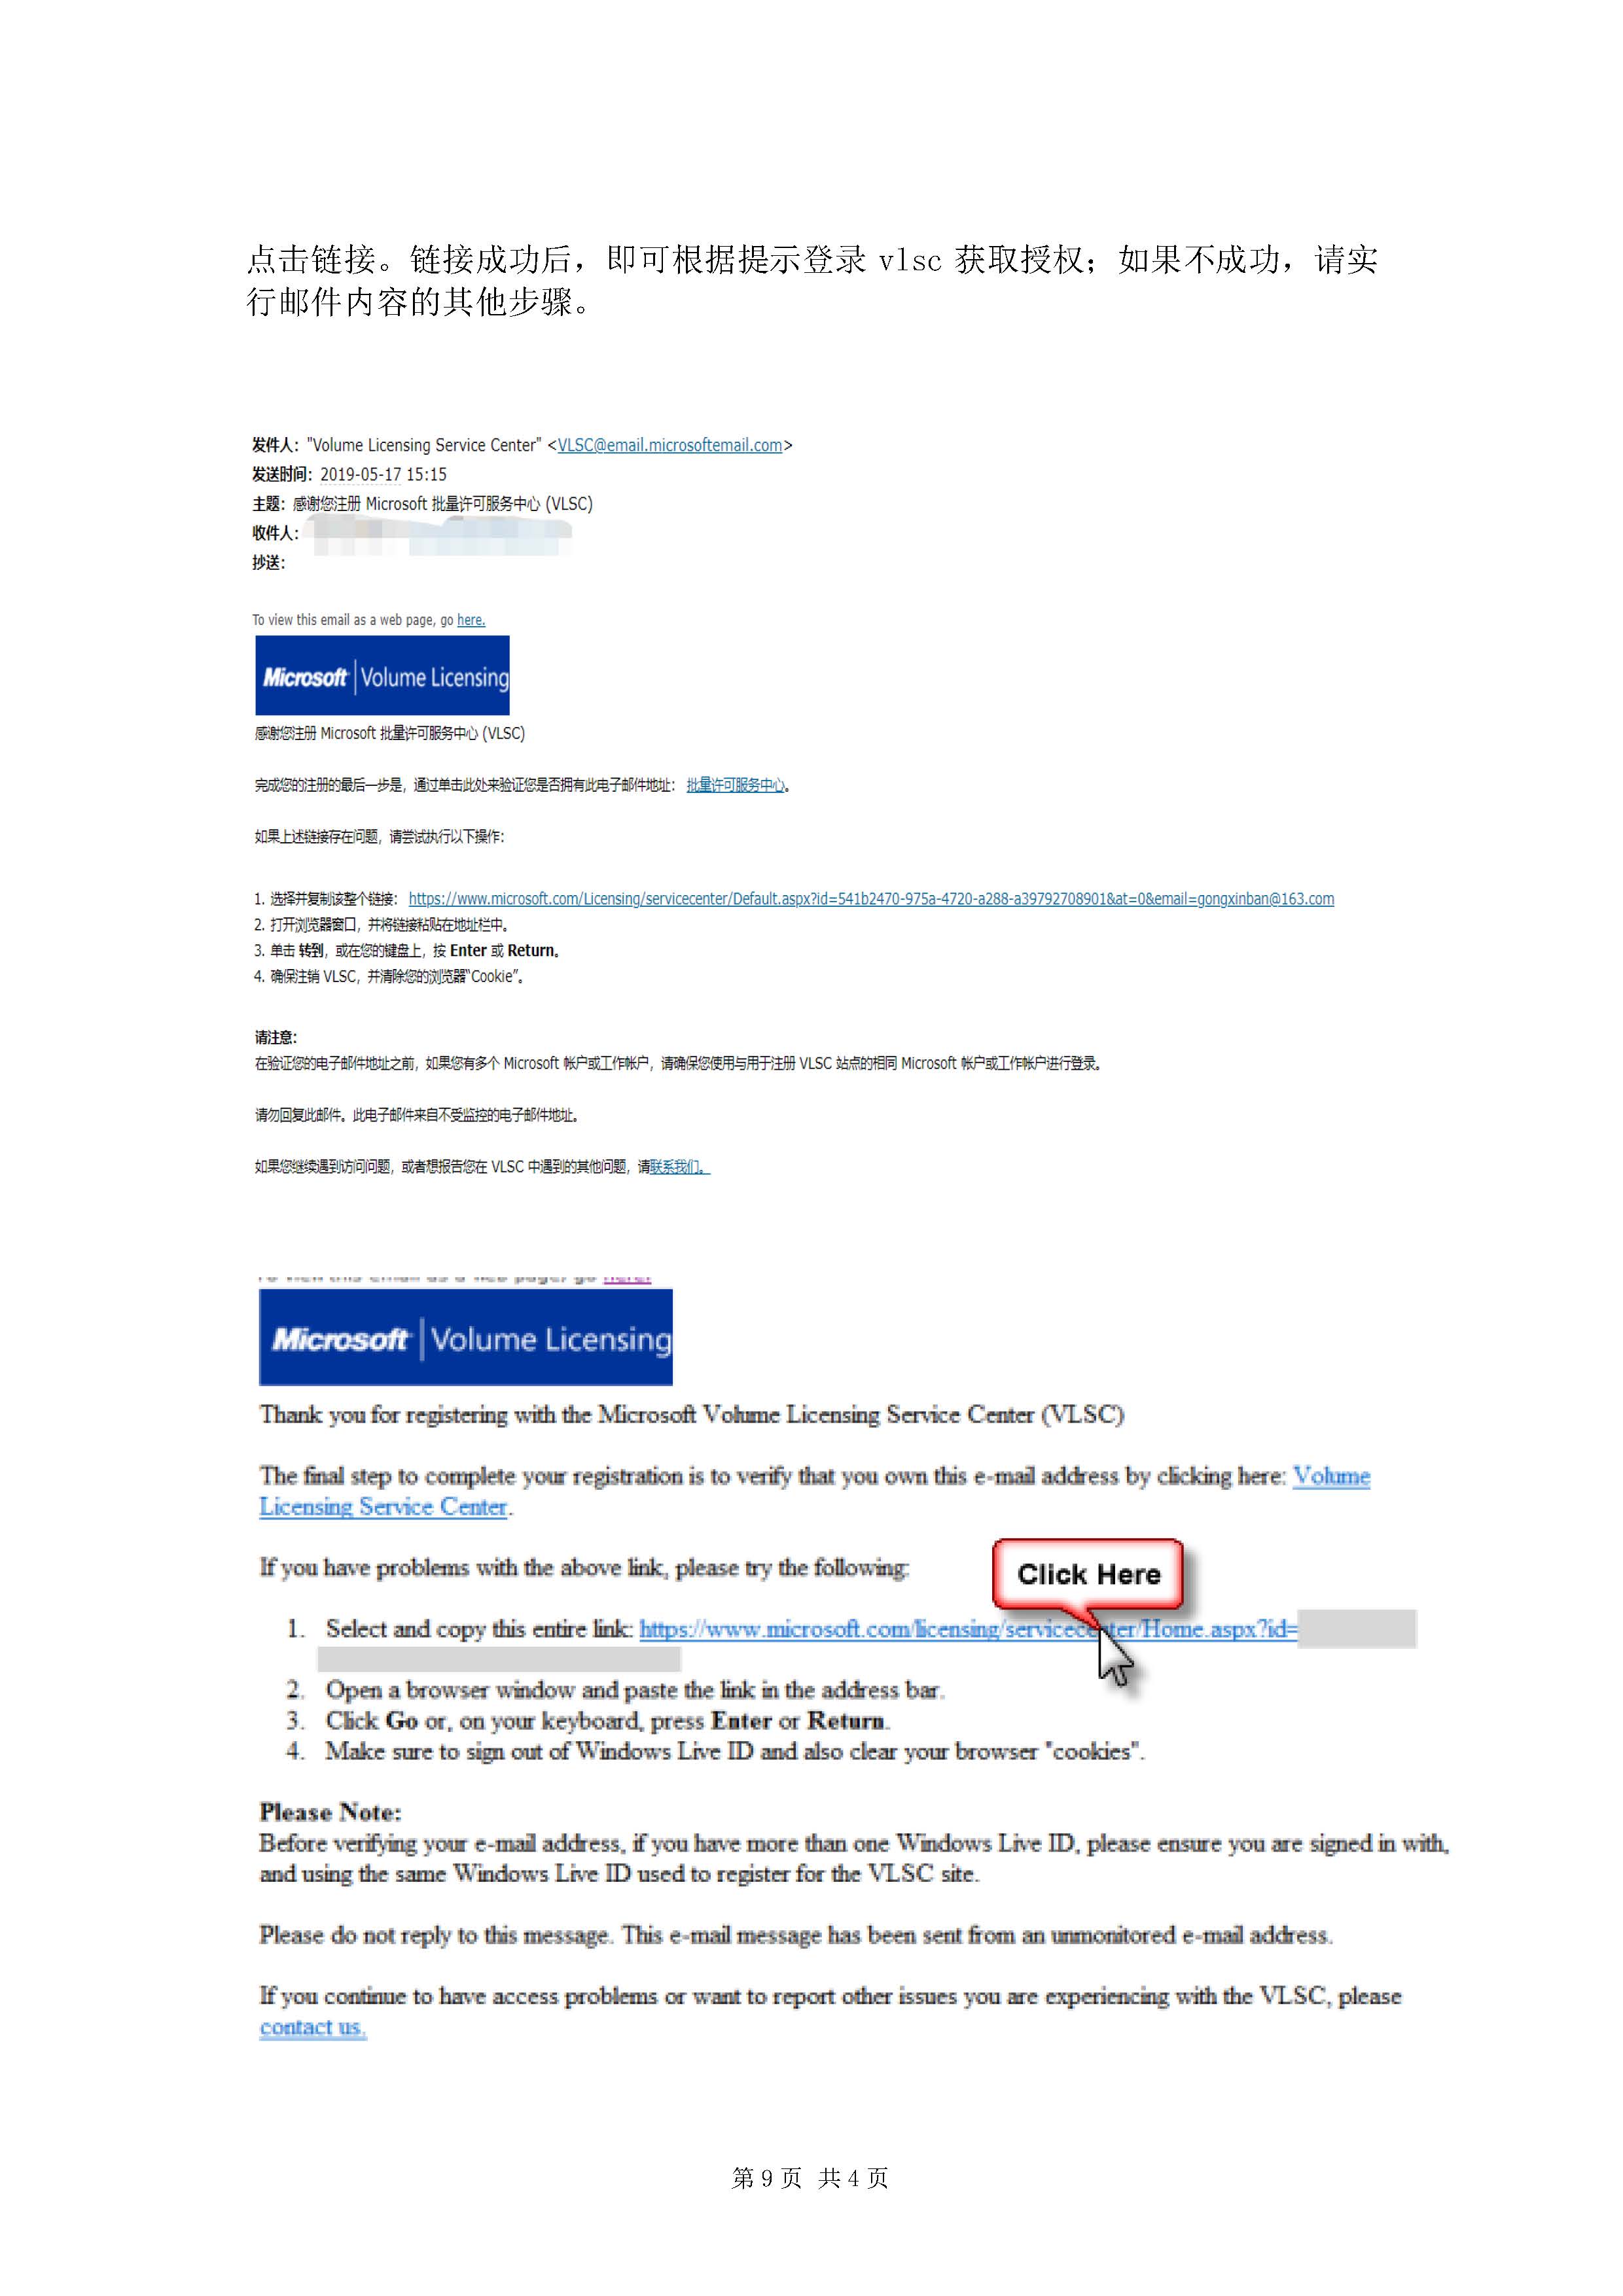 点击链接。链接成功后，即可根据提示登录 vlsc 获取授权；如果不成功，请实
行邮件内容的其他步骤。
发件人："Volume Licensing Service Center" <VLSC@email.microsoftemail.com>
发送时间：2019-05-17 15:15
主题：感谢您注册 Microsoft 批量许可服务中心 (VLSC)
收件人：
抄送：
To view this email as a web page, go here.
Microsoft | Volume Licensing
感谢您注册 Microsoft 批量许可服务中心 (VLSC)
完成您的注册的最后一步是，通过单击此处来验证您是否拥有此电子邮件地址： 批量许可服务中心。
如果上述链接存在问题，请尝试执行以下操作：
1. 选择并复制该整个链接： https://www.microsoft.com/Licensing/servicecenter/Default.aspx?id=541b2470-975a-4720-a288-a39792708901&at=0&email=gongxinban@163.com
2. 打开浏览器窗口，并将链接粘贴在地址栏中。
3. 单击 转到，或在您的键盘上，按 Enter 或 Return。
4. 确保注销 VLSC，并清除您的浏览器“Cookie”。
请注意：
在验证您的电子邮件地址之前，如果您有多个 Microsoft 帐户或工作帐户，请确保您使用与用于注册 VLSC 站点的相同 Microsoft 帐户或工作帐户进行登录。
请勿回复此邮件。此电子邮件来自不受监控的电子邮件地址。
如果您继续遇到访问问题，或者想报告您在 VLSC 中遇到的其他问题，请联系我们。
To view this email as a web page, go here.
Microsoft | Volume Licensing
Thank you for registering with the Microsoft Volume Licensing Service Center (VLSC)
The final step to complete your registration is to verify that you own this e-mail address by clicking here: Volume
Licensing Service Center.
If you have problems with the above link, please try the following:
Click Here
1. Select and copy this entire link: https://www.microsoft.com/licensing/servicecenter/Home.aspx?id=
2. Open a browser window and paste the link in the address bar.
3. Click Go or, on your keyboard, press Enter or Return.
4. Make sure to sign out of Windows Live ID and also clear your browser "cookies".
Please Note:
Before verifying your e-mail address, if you have more than one Windows Live ID, please ensure you are signed in with,
and using the same Windows Live ID used to register for the VLSC site.
Please do not reply to this message. This e-mail message has been sent from an unmonitored e-mail address.
If you continue to have access problems or want to report other issues you are experiencing with the VLSC, please
contact us.
第 9 页 共 4 页